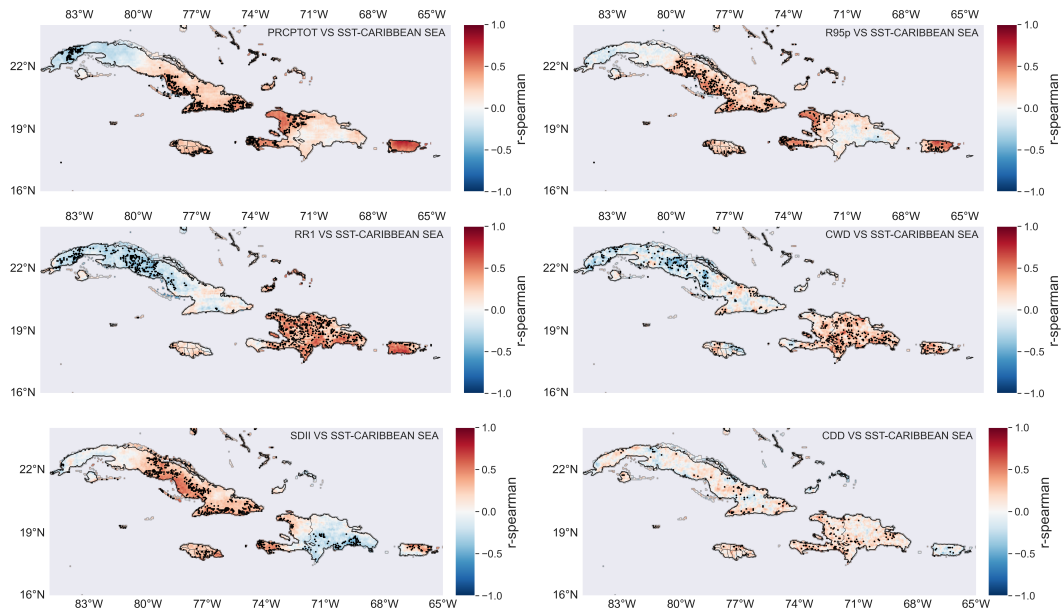 PRCPTOT VS SST-CARIBBEAN SEA
22°N
19°N
16°N
1.0
0.5
0.0
−0.5
−1.0
r-spearman
R95p VS SST-CARIBBEAN SEA
22°N
19°N
16°N
1.0
0.5
0.0
−0.5
−1.0
r-spearman
83°W 80°W 77°W 74°W 71°W 68°W 65°W
83°W 80°W 77°W 74°W 71°W 68°W 65°W
RR1 VS SST-CARIBBEAN SEA
22°N
19°N
16°N
1.0
0.5
0.0
−0.5
−1.0
r-spearman
CWD VS SST-CARIBBEAN SEA
22°N
19°N
16°N
1.0
0.5
0.0
−0.5
−1.0
r-spearman
83°W 80°W 77°W 74°W 71°W 68°W 65°W
83°W 80°W 77°W 74°W 71°W 68°W 65°W
SDII VS SST-CARIBBEAN SEA
22°N
19°N
16°N
1.0
0.5
0.0
−0.5
−1.0
r-spearman
CDD VS SST-CARIBBEAN SEA
22°N
19°N
16°N
1.0
0.5
0.0
−0.5
−1.0
r-spearman
83°W 80°W 77°W 74°W 71°W 68°W 65°W
83°W 80°W 77°W 74°W 71°W 68°W 65°W